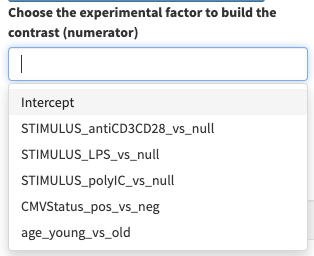 Choose the experimental factor to build the
contrast (numerator)
Intercept
STIMULUS_antiCD3CD28_vs_null
STIMULUS_LPS_vs_null
STIMULUS_polyIC_vs_null
CMVStatus_pos_vs_neg
age_young_vs_old